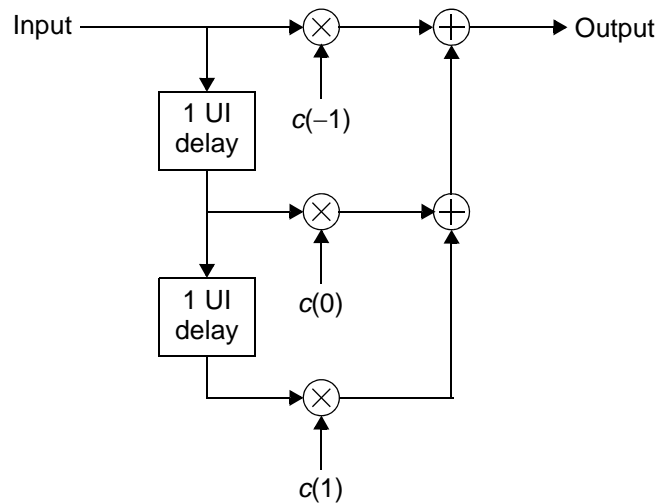 Input
Output
1 UI
delay
c(−1)
1 UI
delay
c(0)
c(1)